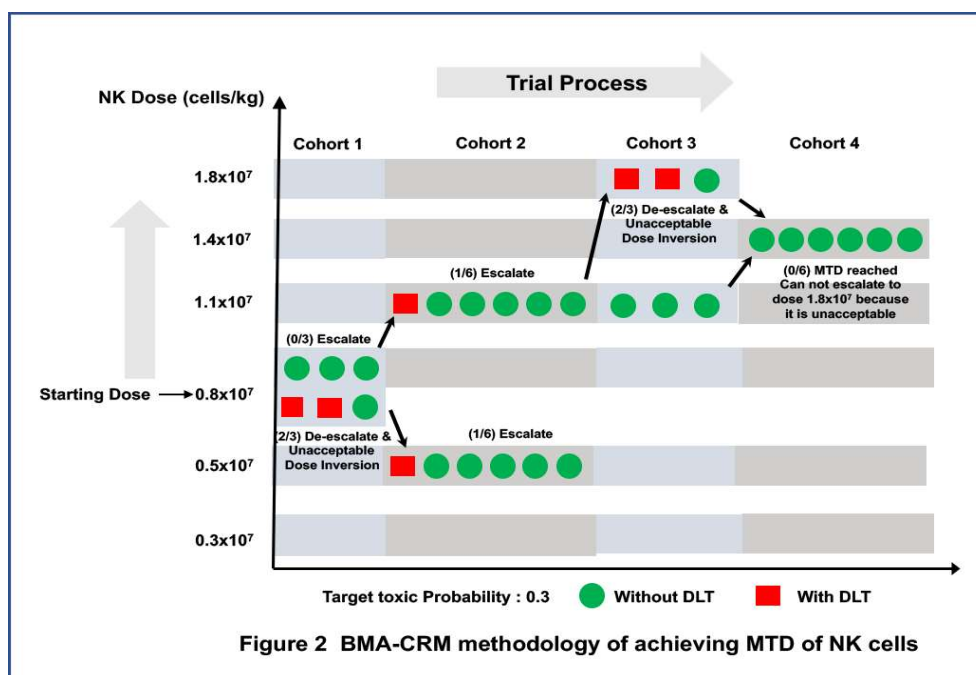 Trial Process
NK Dose (cells/kg)
Cohort 1
Cohort 2
Cohort 3
Cohort 4
1.8x10⁷
(2/3) De-escalate &
Unacceptable
Dose Inversion
1.4x10⁷
(0/6) MTD reached
Can not escalate to
dose 1.8x10⁷ because
it is unacceptable
(1/6) Escalate
1.1x10⁷
(0/3) Escalate
Starting Dose
0.8x10⁷
(2/3) De-escalate &
Unacceptable
Dose Inversion
(1/6) Escalate
0.5x10⁷
0.3x10⁷
Target toxic Probability : 0.3
Without DLT
With DLT
Figure 2 BMA-CRM methodology of achieving MTD of NK cells